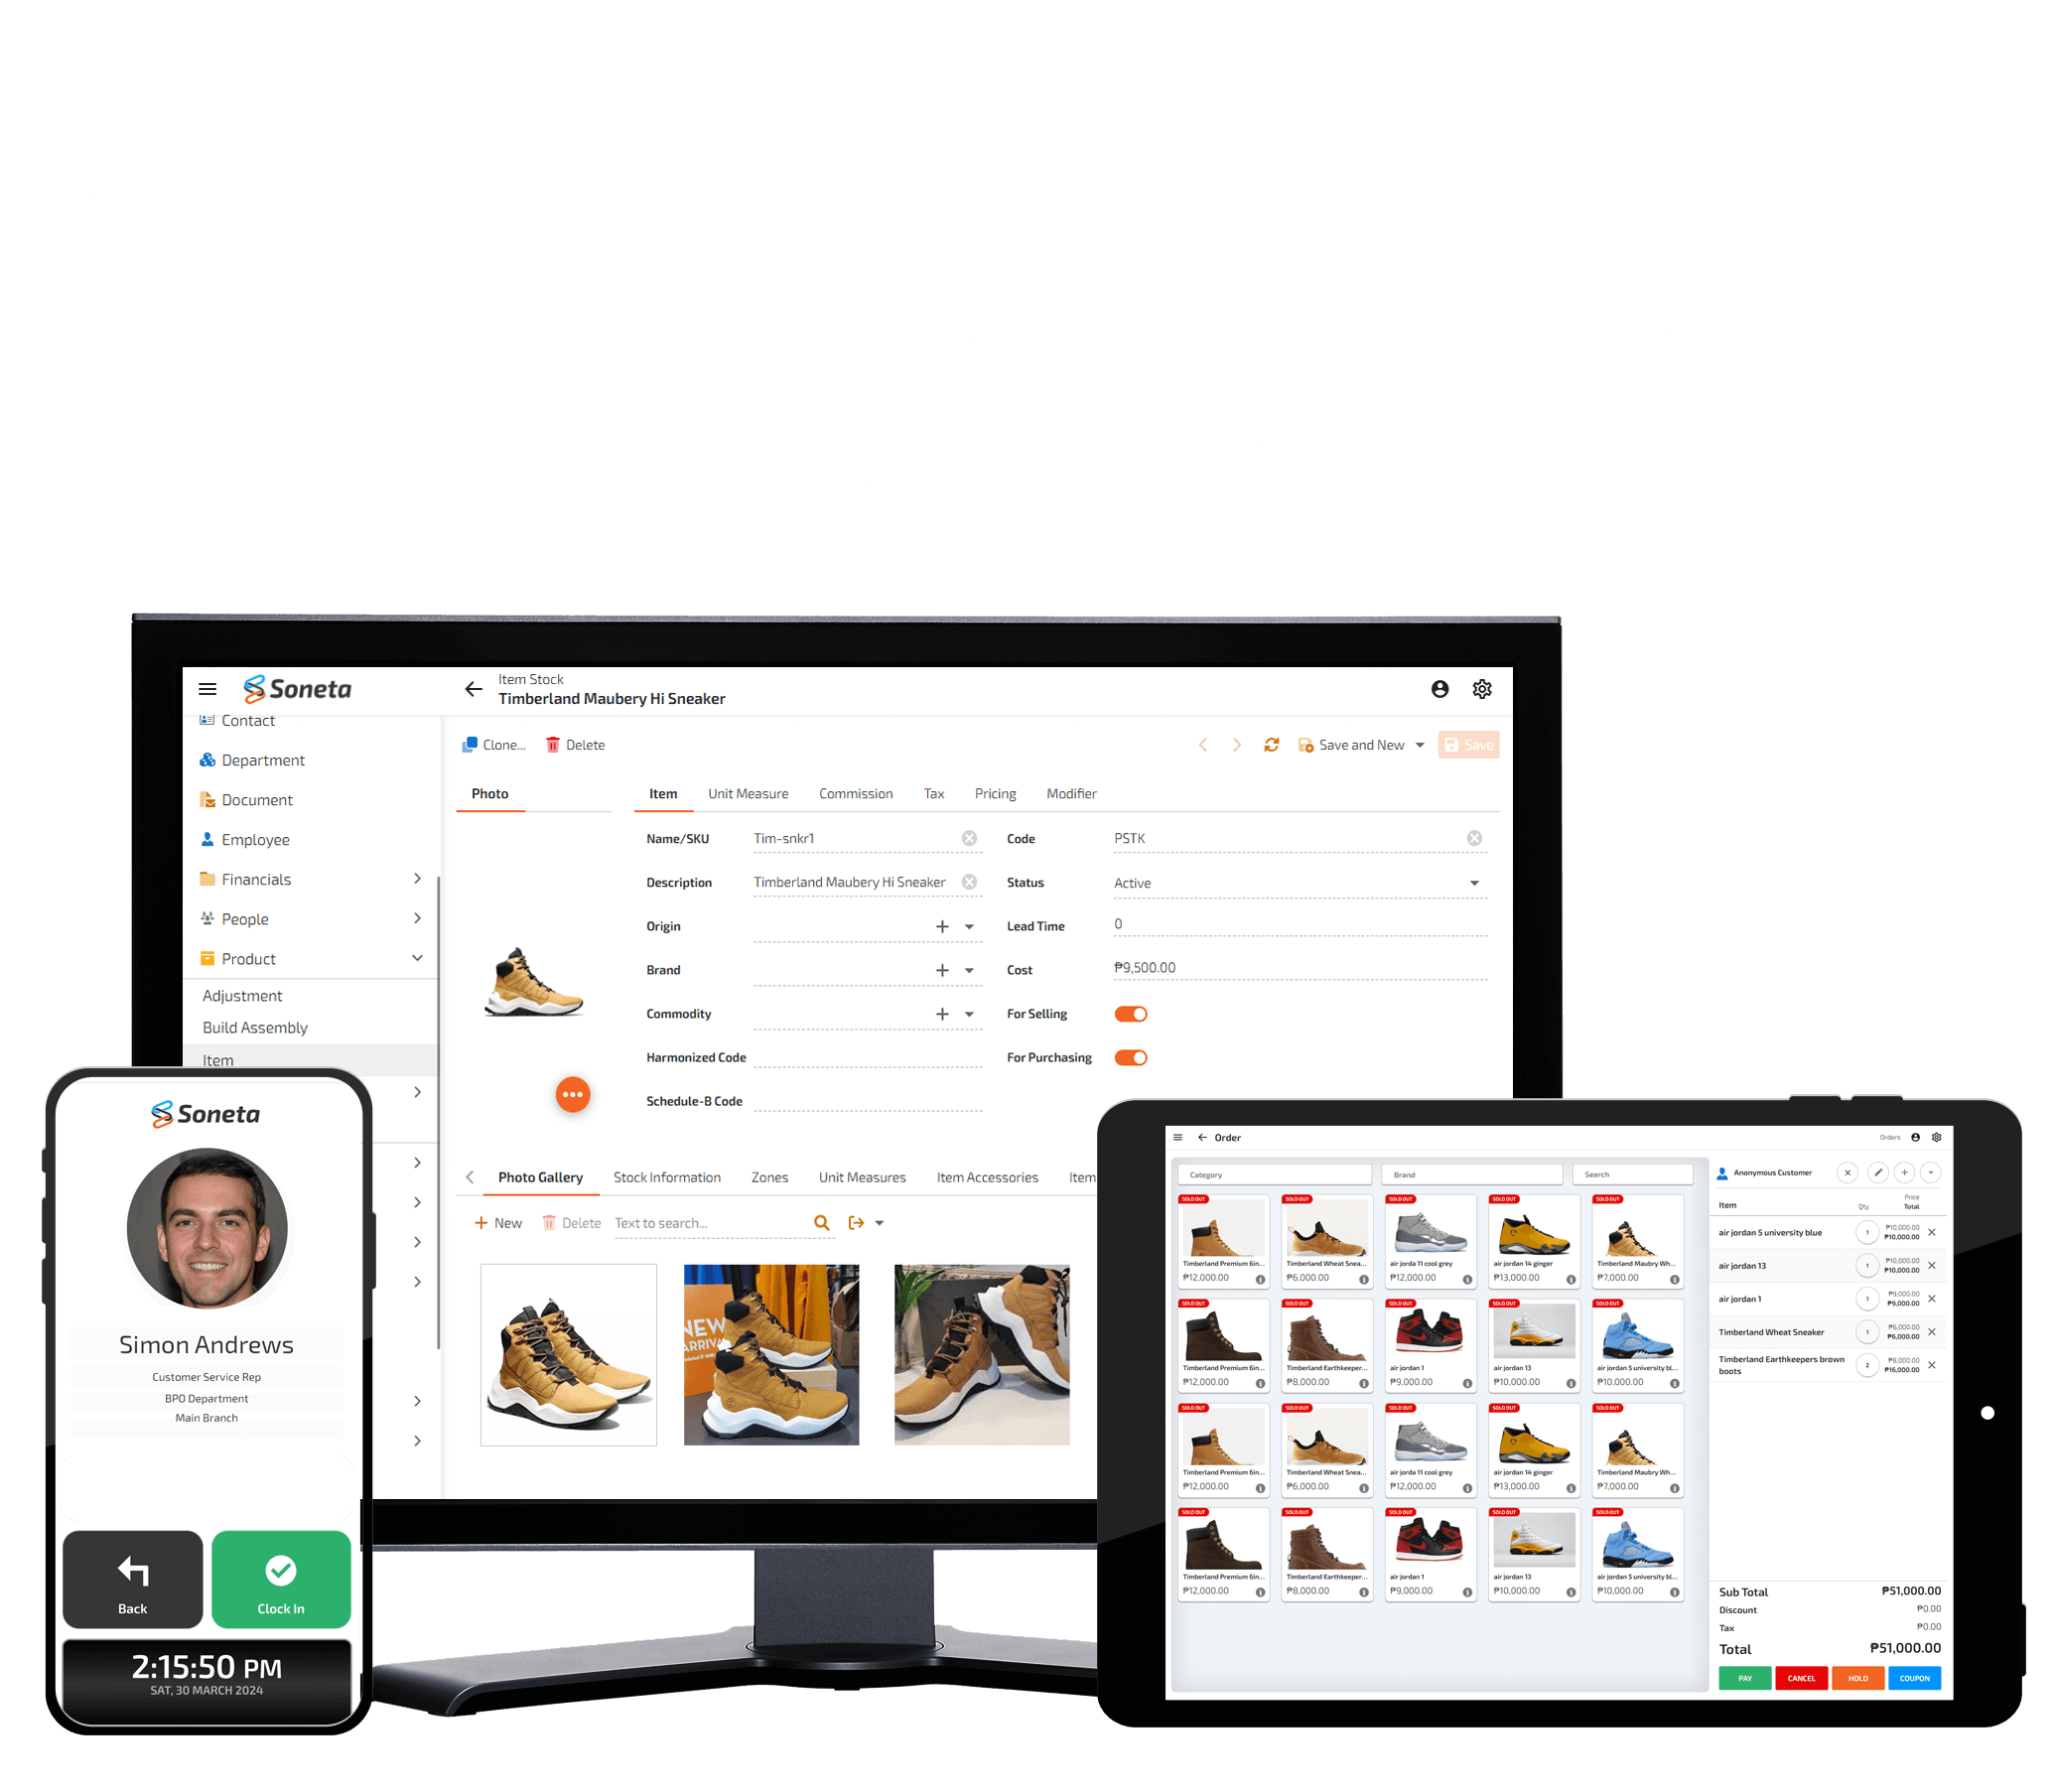 Soneta
Item Stock
Timberland Maubery Hi Sneaker
Contact
Department
Document
Employee
Financials
People
Product
Adjustment
Build Assembly
Item
Clone...
Delete
Save and New
Save
Photo
Item
Unit Measure
Commission
Tax
Pricing
Modifier
Name/SKU
Tim-snkr1
Code
PSTK
Description
Timberland Maubery Hi Sneaker
Status
Active
Origin
Lead Time
0
Brand
Cost
₱9,500.00
Commodity
For Selling
Harmonized Code
For Purchasing
Schedule-B Code
Photo Gallery
Stock Information
Zones
Unit Measures
Item Accessories
Item
New
Delete
Text to search...
NEW
ARRIVA
Soneta
Simon Andrews
Customer Service Rep
BPO Department
Main Branch
Back
Clock In
2:15:50 PM
SAT, 30 MARCH 2024
Order
Orders
Category
Brand
Search
SOLD OUT
SOLD OUT
SOLD OUT
SOLD OUT
SOLD OUT
Timberland Premium 6in...
Timberland Wheat Snea...
air jorda 11 cool grey
air jordan 14 ginger
Timberland Maubry Wh...
₱12,000.00
₱6,000.00
₱12,000.00
₱13,000.00
₱7,000.00
SOLD OUT
SOLD OUT
SOLD OUT
SOLD OUT
SOLD OUT
Timberland Premium 6in...
Timberland Earthkeeper...
air jordan 1
air jordan 13
air jordan 5 university bl...
₱12,000.00
₱8,000.00
₱9,000.00
₱10,000.00
₱10,000.00
SOLD OUT
SOLD OUT
SOLD OUT
SOLD OUT
SOLD OUT
Timberland Premium 6in...
Timberland Wheat Snea...
air jorda 11 cool grey
air jordan 14 ginger
Timberland Maubry Wh...
₱12,000.00
₱6,000.00
₱12,000.00
₱13,000.00
₱7,000.00
SOLD OUT
SOLD OUT
SOLD OUT
SOLD OUT
SOLD OUT
Timberland Premium 6in...
Timberland Earthkeeper...
air jordan 1
air jordan 13
air jordan 5 university bl...
₱12,000.00
₱8,000.00
₱9,000.00
₱10,000.00
₱10,000.00
Anonymous Customer
Item
Qty
Price
Total
air jordan 5 university blue
1
₱10,000.00
₱10,000.00
air jordan 13
1
₱10,000.00
₱10,000.00
air jordan 1
1
₱9,000.00
₱9,000.00
Timberland Wheat Sneaker
1
₱6,000.00
₱6,000.00
Timberland Earthkeepers brown
boots
2
₱8,000.00
₱16,000.00
Sub Total
₱51,000.00
Discount
₱0.00
Tax
₱0.00
Total
₱51,000.00
PAY
CANCEL
HOLD
COUPON